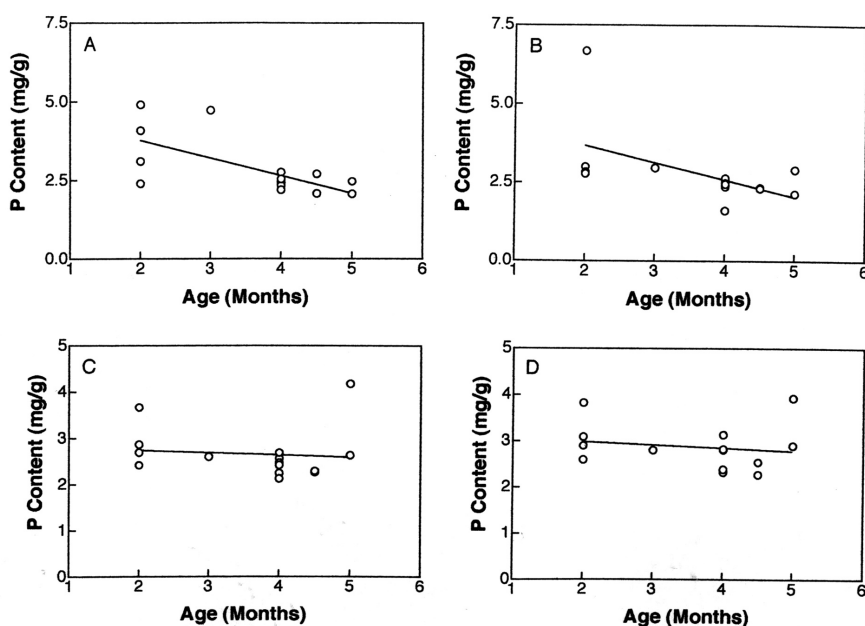 A
P Content (mg/g)
7.5
5.0
2.5
0.0
1 2 3 4 5 6
Age (Months)
B
P Content (mg/g)
7.5
5.0
2.5
0.0
1 2 3 4 5 6
Age (Months)
C
P Content (mg/g)
5
4
3
2
1
0
1 2 3 4 5 6
Age (Months)
D
P Content (mg/g)
5
4
3
2
1
0
1 2 3 4 5 6
Age (Months)